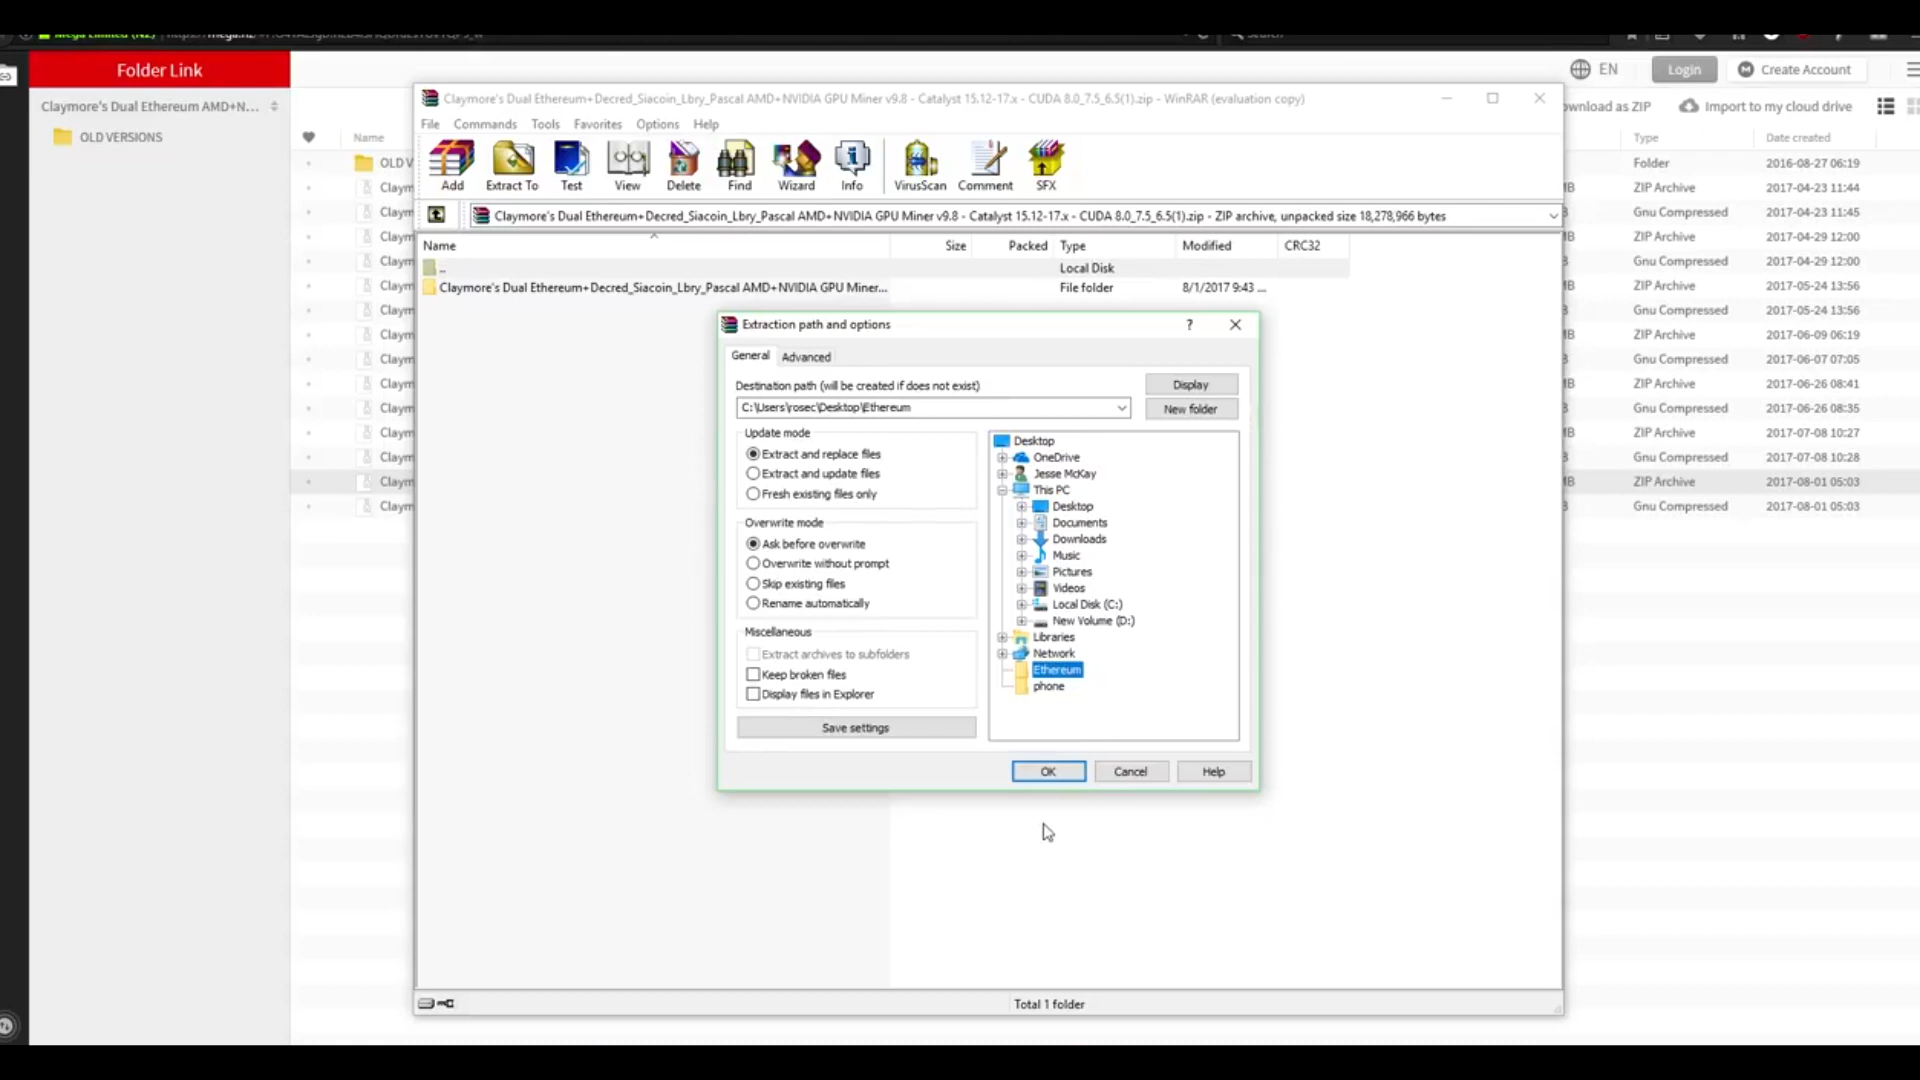 Folder Link
EN
Login
Create Account
Claymore's Dual Ethereum AMD+N...
OLD VERSIONS
Import to my cloud drive
Name
Type
Date created
OLD V
Folder
2016-08-27 06:19
Claym
ZIP Archive
2017-04-23 11:44
Claym
Gnu Compressed
2017-04-23 11:45
Claym
ZIP Archive
2017-04-29 12:00
Claym
Gnu Compressed
2017-04-29 12:00
Claym
ZIP Archive
2017-05-24 13:56
Claym
Gnu Compressed
2017-05-24 13:56
Claym
ZIP Archive
2017-06-09 06:19
Claym
Gnu Compressed
2017-06-07 07:05
Claym
ZIP Archive
2017-06-26 08:41
Claym
Gnu Compressed
2017-06-26 08:35
Claym
ZIP Archive
2017-07-08 10:27
Claym
Gnu Compressed
2017-07-08 10:28
Claym
ZIP Archive
2017-08-01 05:03
Claym
Gnu Compressed
2017-08-01 05:03
Claymore's Dual Ethereum+Decred_Siacoin_Lbry_Pascal AMD+NVIDIA GPU Miner v9.8 - Catalyst 15.12-17.x - CUDA 8.0_7.5_6.5(1).zip - WinRAR (evaluation copy)
File Commands Tools Favorites Options Help
Add Extract To Test View Delete Find Wizard Info VirusScan Comment SFX
Claymore's Dual Ethereum+Decred_Siacoin_Lbry_Pascal AMD+NVIDIA GPU Miner v9.8 - Catalyst 15.12-17.x - CUDA 8.0_7.5_6.5(1).zip - ZIP archive, unpacked size 18,278,966 bytes
Name Size Packed Type Modified CRC32
.. Local Disk
Claymore's Dual Ethereum+Decred_Siacoin_Lbry_Pascal AMD+NVIDIA GPU Miner... File folder 8/1/2017 9:43 ...
Extraction path and options ?
General Advanced
Destination path (will be created if does not exist)
Display
C:\Users\rosec\Desktop\Ethereum
New folder
Update mode
Extract and replace files
Extract and update files
Fresh existing files only
Overwrite mode
Ask before overwrite
Overwrite without prompt
Skip existing files
Rename automatically
Miscellaneous
Extract archives to subfolders
Keep broken files
Display files in Explorer
Save settings
Desktop
OneDrive
Jesse McKay
This PC
Desktop
Documents
Downloads
Music
Pictures
Videos
Local Disk (C:)
New Volume (D:)
Libraries
Network
Ethereum
phone
OK Cancel Help
Total 1 folder